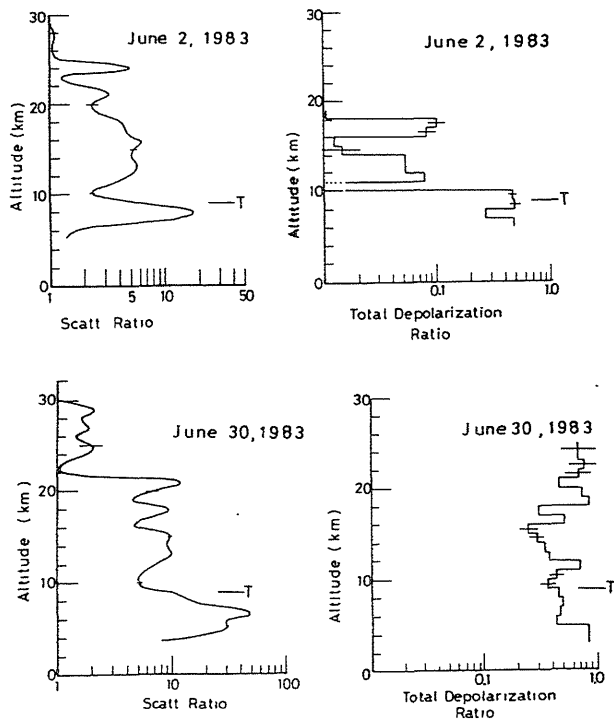 June 2, 1983
Altitude (km)
30
20
10
0
T
1
5
10
50
Scatt Ratio
June 2, 1983
Altitude (km)
30
20
10
0
T
0.1
1.0
Total Depolarization
Ratio
June 30, 1983
Altitude (km)
30
20
10
0
T
1
10
100
Scatt Ratio
June 30, 1983
Altitude (km)
30
20
10
0
T
0.1
1.0
Total Depolarization
Ratio